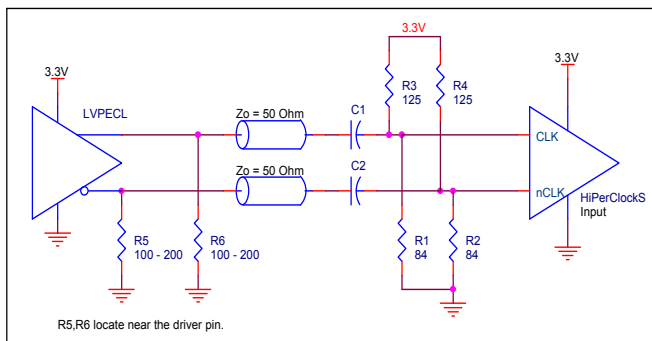 3.3V
3.3V
3.3V
R3
125
R4
125
LVPECL
Zo = 50 Ohm
C1
CLK
Zo = 50 Ohm
C2
nCLK
HiPerClockS
Input
R5
100 - 200
R6
100 - 200
R1
84
R2
84
R5,R6 locate near the driver pin.